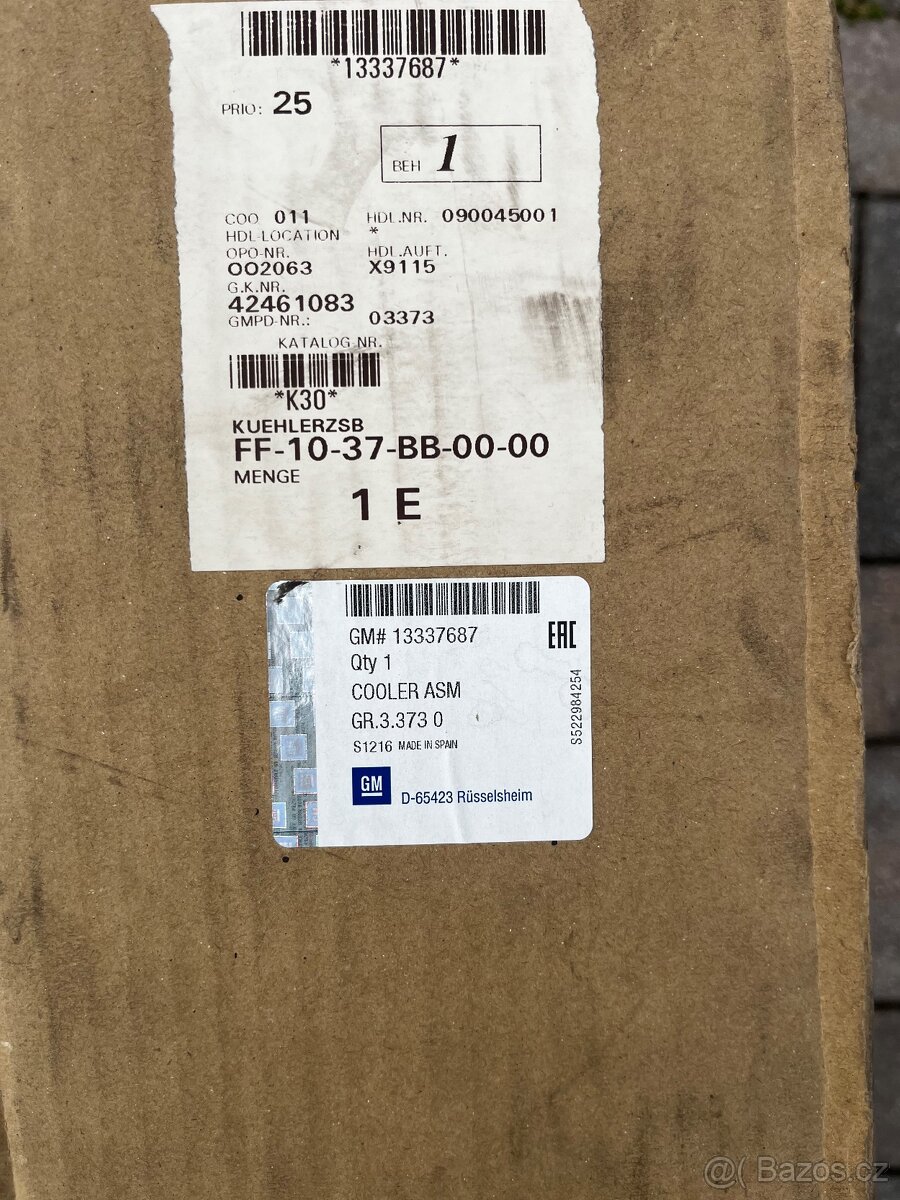 *13337687*
PRIO: 25
BEH 1
COO 011 HDL.NR. 090045001
HDL-LOCATION *
OPO-NR. HDL.AUFT.
OO2063 X9115
G.K.NR.
42461083
GMPD-NR.: 03373
KATALOG-NR.
*K30*
KUEHLERZSB
FF-10-37-BB-00-00
MENGE
1 E
GM# 13337687
EAC
Qty 1
COOLER ASM
GR.3.373 0
S1216 MADE IN SPAIN
S522984254
GM
D-65423 Rüsselsheim
@( Bazos.cz